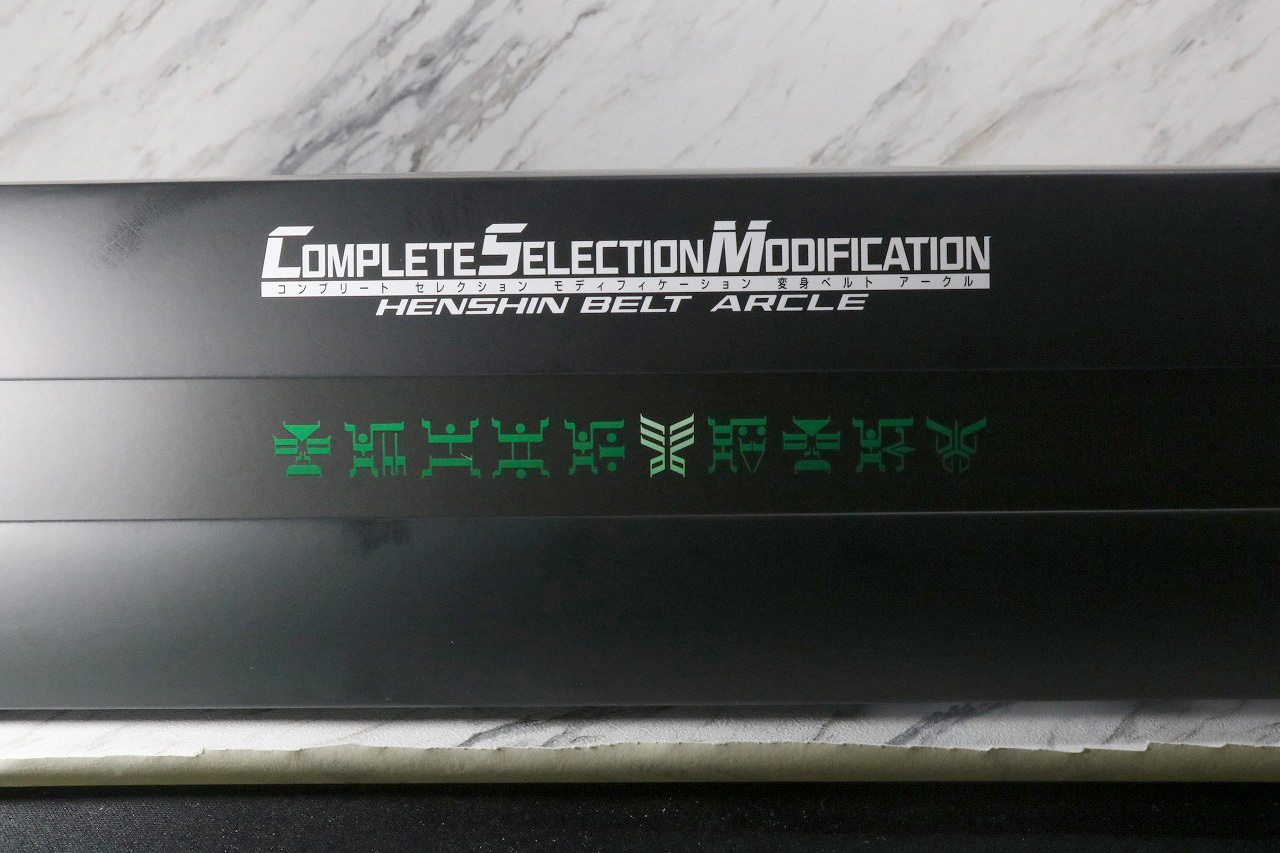 COMPLETE SELECTION MODIFICATION
コンプリート セレクション モディフィケーション 変身ベルト アークル
HENSHIN BELT ARCLE